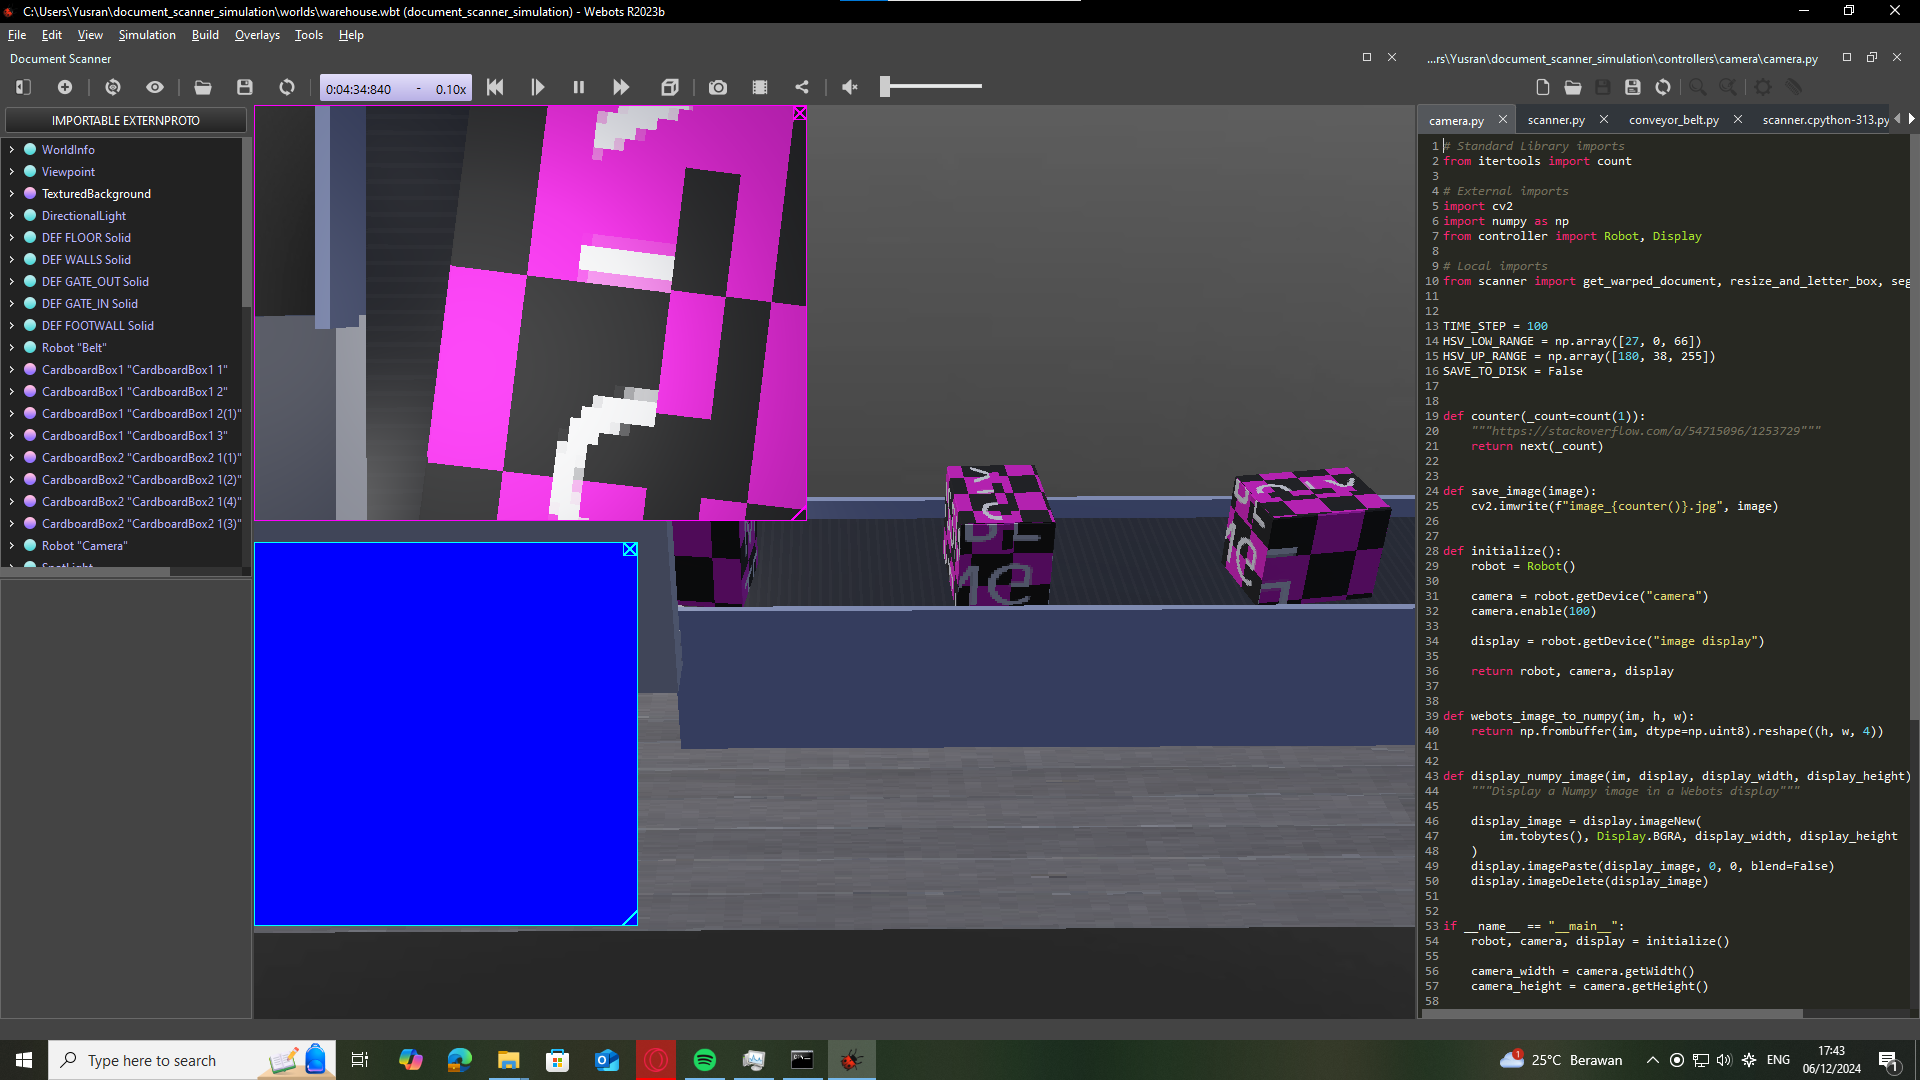 C:\Users\Yusran\document_scanner_simulation\worlds\warehouse.wbt (document_scanner_simulation) - Webots R2023b
File Edit View Simulation Build Overlays Tools Help
Document Scanner
0:04:34:840 - 0.10x
IMPORTABLE EXTERNPROTO
WorldInfo
Viewpoint
TexturedBackground
DirectionalLight
DEF FLOOR Solid
DEF WALLS Solid
DEF GATE_OUT Solid
DEF GATE_IN Solid
DEF FOOTWALL Solid
Robot "Belt"
CardboardBox1 "CardboardBox1 1"
CardboardBox1 "CardboardBox1 2"
CardboardBox1 "CardboardBox1 2(1)"
CardboardBox1 "CardboardBox1 3"
CardboardBox2 "CardboardBox2 1(1)"
CardboardBox2 "CardboardBox2 1(2)"
CardboardBox2 "CardboardBox2 1(4)"
CardboardBox2 "CardboardBox2 1(3)"
Robot "Camera"
SpotLight
...rs\Yusran\document_scanner_simulation\controllers\camera\camera.py
camera.py scanner.py conveyor_belt.py scanner.cpython-313.py
1 # Standard Library imports
2 from itertools import count
3
4 # External imports
5 import cv2
6 import numpy as np
7 from controller import Robot, Display
8
9 # Local imports
10 from scanner import get_warped_document, resize_and_letter_box, seg
11
12
13 TIME_STEP = 100
14 HSV_LOW_RANGE = np.array([27, 0, 66])
15 HSV_UP_RANGE = np.array([180, 38, 255])
16 SAVE_TO_DISK = False
17
18
19 def counter(_count=count(1)):
20 """https://stackoverflow.com/a/54715096/1253729"""
21 return next(_count)
22
23
24 def save_image(image):
25 cv2.imwrite(f"image_{counter()}.jpg", image)
26
27
28 def initialize():
29 robot = Robot()
30
31 camera = robot.getDevice("camera")
32 camera.enable(100)
33
34 display = robot.getDevice("image display")
35
36 return robot, camera, display
37
38
39 def webots_image_to_numpy(im, h, w):
40 return np.frombuffer(im, dtype=np.uint8).reshape((h, w, 4))
41
42
43 def display_numpy_image(im, display, display_width, display_height)
44 """Display a Numpy image in a Webots display"""
45
46 display_image = display.imageNew(
47 im.tobytes(), Display.BGRA, display_width, display_height
48 )
49 display.imagePaste(display_image, 0, 0, blend=False)
50 display.imageDelete(display_image)
51
52
53 if __name__ == "__main__":
54 robot, camera, display = initialize()
55
56 camera_width = camera.getWidth()
57 camera_height = camera.getHeight()
58
Type here to search
1
25°C Berawan
ENG
17:43
06/12/2024
1